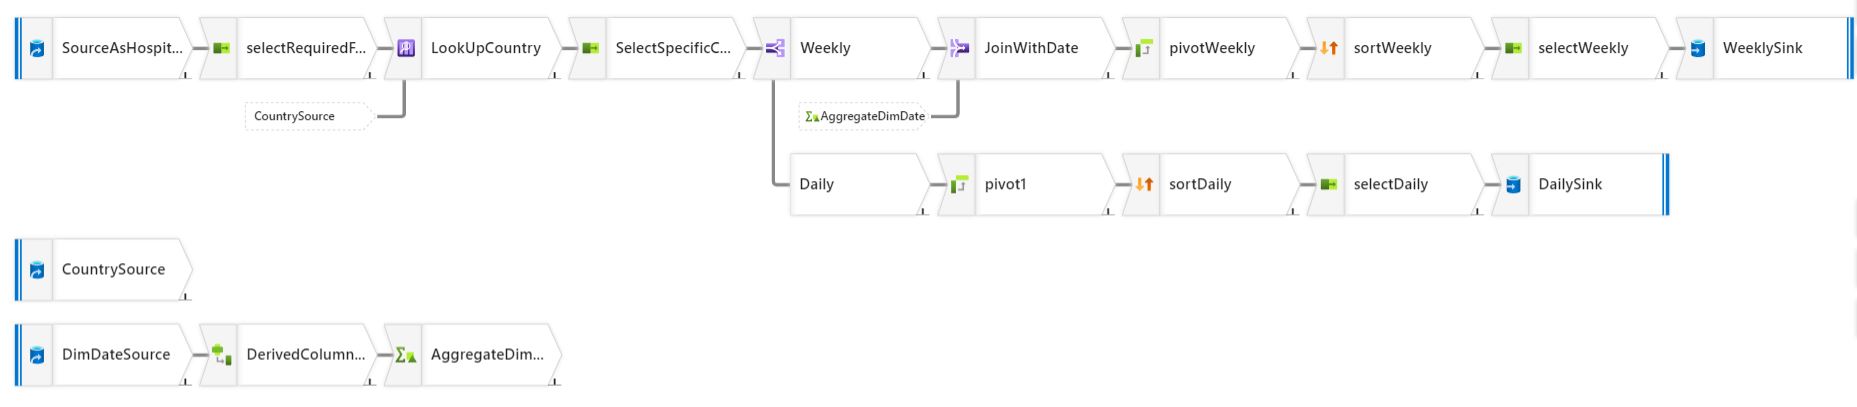 SourceAsHospit...
selectRequiredF...
LookUpCountry
SelectSpecificC...
Weekly
JoinWithDate
pivotWeekly
sortWeekly
selectWeekly
WeeklySink
CountrySource
AggregateDimDate
Daily
pivot1
sortDaily
selectDaily
DailySink
CountrySource
DimDateSource
DerivedColumn...
AggregateDim...